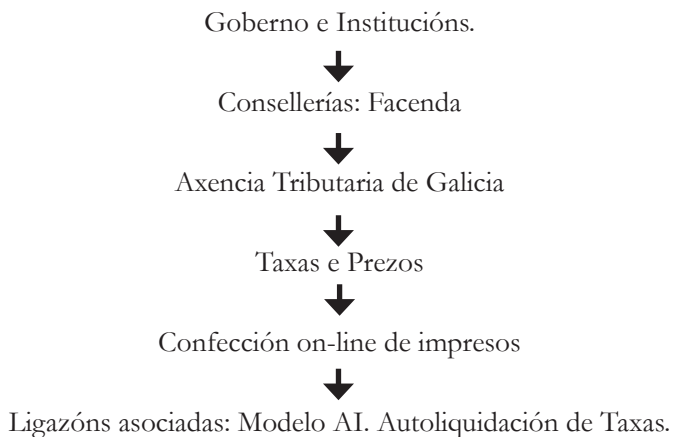 Goberno e Institucións.
Consellerías: Facenda
Axencia Tributaria de Galicia
Taxas e Prezos
Confección on-line de impresos
Ligazóns asociadas: Modelo AI. Autoliquidación de Taxas.